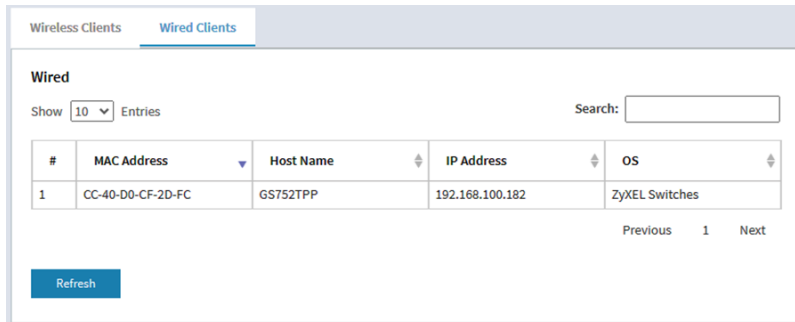 Wireless Clients Wired Clients
Wired
Show 10 Entries Search:
# MAC Address Host Name IP Address OS
1 CC-40-D0-CF-2D-FC GS752TPP 192.168.100.182 ZyXEL Switches
Previous 1 Next
Refresh